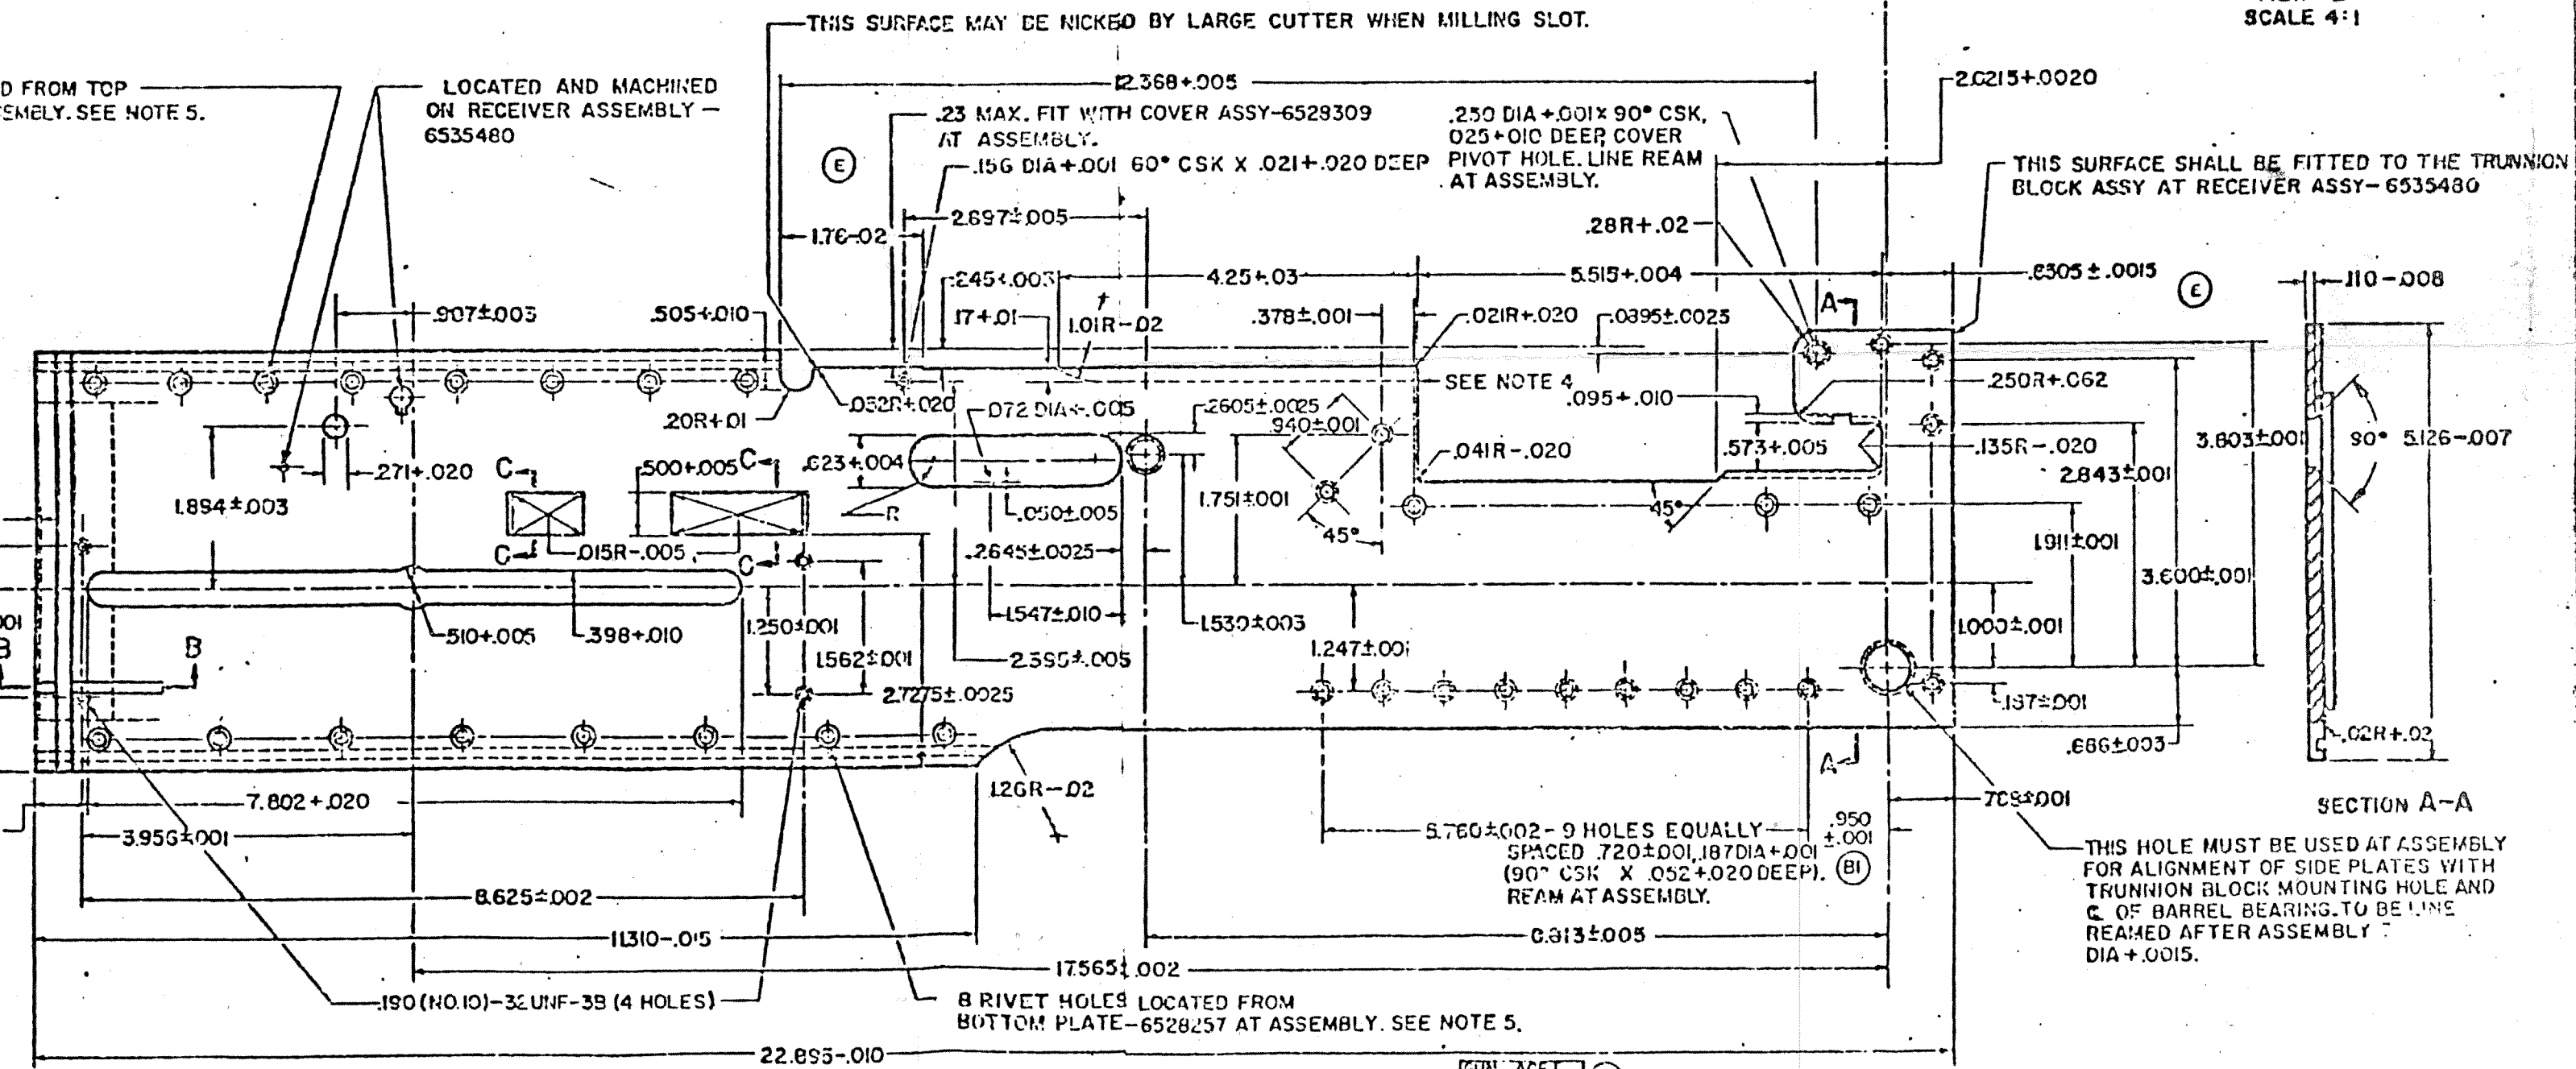 THIS SURFACE MAY BE NICKED BY LARGE CUTTER WHEN MILLING SLOT.
SCALE 4:1
D FROM TOP
EMBLY. SEE NOTE 5.
LOCATED AND MACHINED
ON RECEIVER ASSEMBLY –
6535480
12.368+.005
2.0215+.0020
.23 MAX. FIT WITH COVER ASSY-6529309
AT ASSEMBLY.
E
.156 DIA+.001 60° CSK X .021+.020 DEEP
.250 DIA+.001X 90° CSK,
025+010 DEEP, COVER
PIVOT HOLE. LINE REAM
AT ASSEMBLY.
THIS SURFACE SHALL BE FITTED TO THE TRUNNION
BLOCK ASSY AT RECEIVER ASSY-6535480
2.697±.005
1.76-02
.28R+.02
.245+.003
4.25+.03
5.515+.004
.8305±.0015
E
.110-.008
.907±.003
.505+.010
.17+.01
1.01R-.02
.378±.001
.021R+.020
.0395±.0025
A
SEE NOTE 4
.250R+.062
.20R+.01
.052R+.020
.072 DIA+.005
.2605±.0025
.940±.001
.095+.010
.271+.020
C
.500+.005
C
.623+.004
.041R-.020
.573+.005
.135R-.020
3.803±.001
90°
5.126-.007
2.843±.001
1.894±.003
R
.050±.005
1.751±.001
45°
45°
C
.015R-.005
C
.2645±.0025
1.911±.001
3.600±.001
001
B
B
.510+.005
.398+.010
1.250±.001
1.562±.001
1.547±.010
1.530±.003
2.395±.005
1.247±.001
1.000±.001
2.7275±.0025
.187±.001
.02R+.02
.686±.003
A
7.802+.020
1.26R-.02
SECTION A-A
3.956±.001
5.760±.002-9 HOLES EQUALLY
SPACED .720±.001, .187DIA+.001
(90° CSK X .052+.020 DEEP).
REAM AT ASSEMBLY.
.950
±.001
B1
THIS HOLE MUST BE USED AT ASSEMBLY
FOR ALIGNMENT OF SIDE PLATES WITH
TRUNNION BLOCK MOUNTING HOLE AND
℄ OF BARREL BEARING. TO BE LINE
REAMED AFTER ASSEMBLY
DIA+.0015.
8.625±.002
11.310-.015
17.565±.002
.190 (NO.10)-32UNF-3B (4 HOLES)
8 RIVET HOLES LOCATED FROM
BOTTOM PLATE-6528257 AT ASSEMBLY. SEE NOTE 5.
22.895-.010